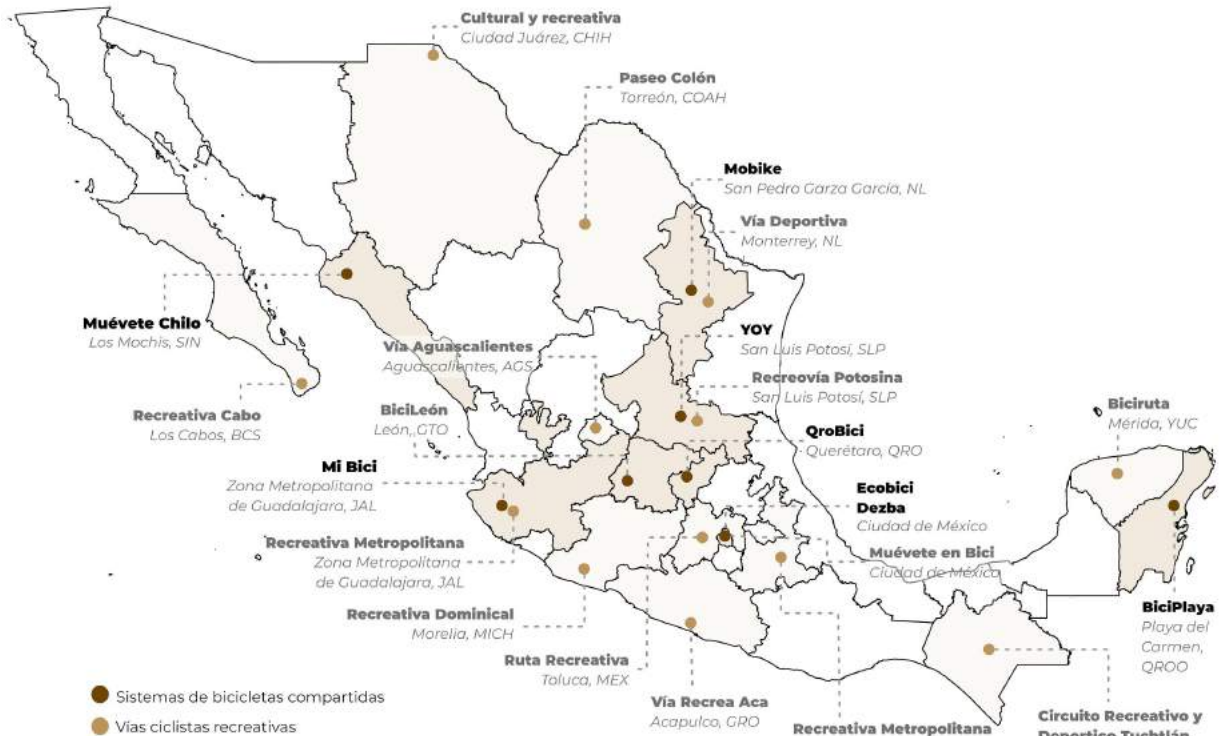 Cultural y recreativa
Ciudad Juárez, CHIH
Paseo Colón
Torreón, COAH
Mobike
San Pedro Garza García, NL
Vía Deportiva
Monterrey, NL
Muévete Chilo
Los Mochis, SIN
YOY
San Luis Potosí, SLP
Vía Aguascalientes
Aguascalientes, AGS
Recreovía Potosina
San Luis Potosí, SLP
Recreativa Cabo
Los Cabos, BCS
BiciLeón
León, GTO
QroBici
Querétaro, QRO
Biciruta
Mérida, YUC
Mi Bici
Zona Metropolitana
de Guadalajara, JAL
Ecobici
Dezba
Ciudad de México
Recreativa Metropolitana
Zona Metropolitana
de Guadalajara, JAL
Muévete en Bici
Ciudad de México
Recreativa Dominical
Morelia, MICH
BiciPlaya
Playa del
Carmen,
QROO
Ruta Recreativa
Toluca, MEX
Vía Recrea Aca
Acapulco, GRO
Sistemas de bicicletas compartidas
Vías ciclistas recreativas
Recreativa Metropolitana
Circuito Recreativo y
Deportivo Tuchtlán